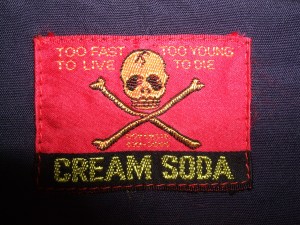 TOO FAST TOO YOUNG
TO LIVE TO DIE
CREAM SODA